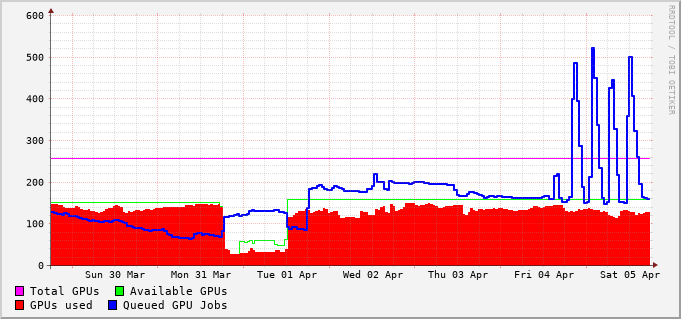 600
500
400
300
200
100
0
Sun 30 Mar Mon 31 Mar Tue 01 Apr Wed 02 Apr Thu 03 Apr Fri 04 Apr Sat 05 Apr
Total GPUs Available GPUs
GPUs used Queued GPU Jobs
RRDTOOL / TOBI OETIKER